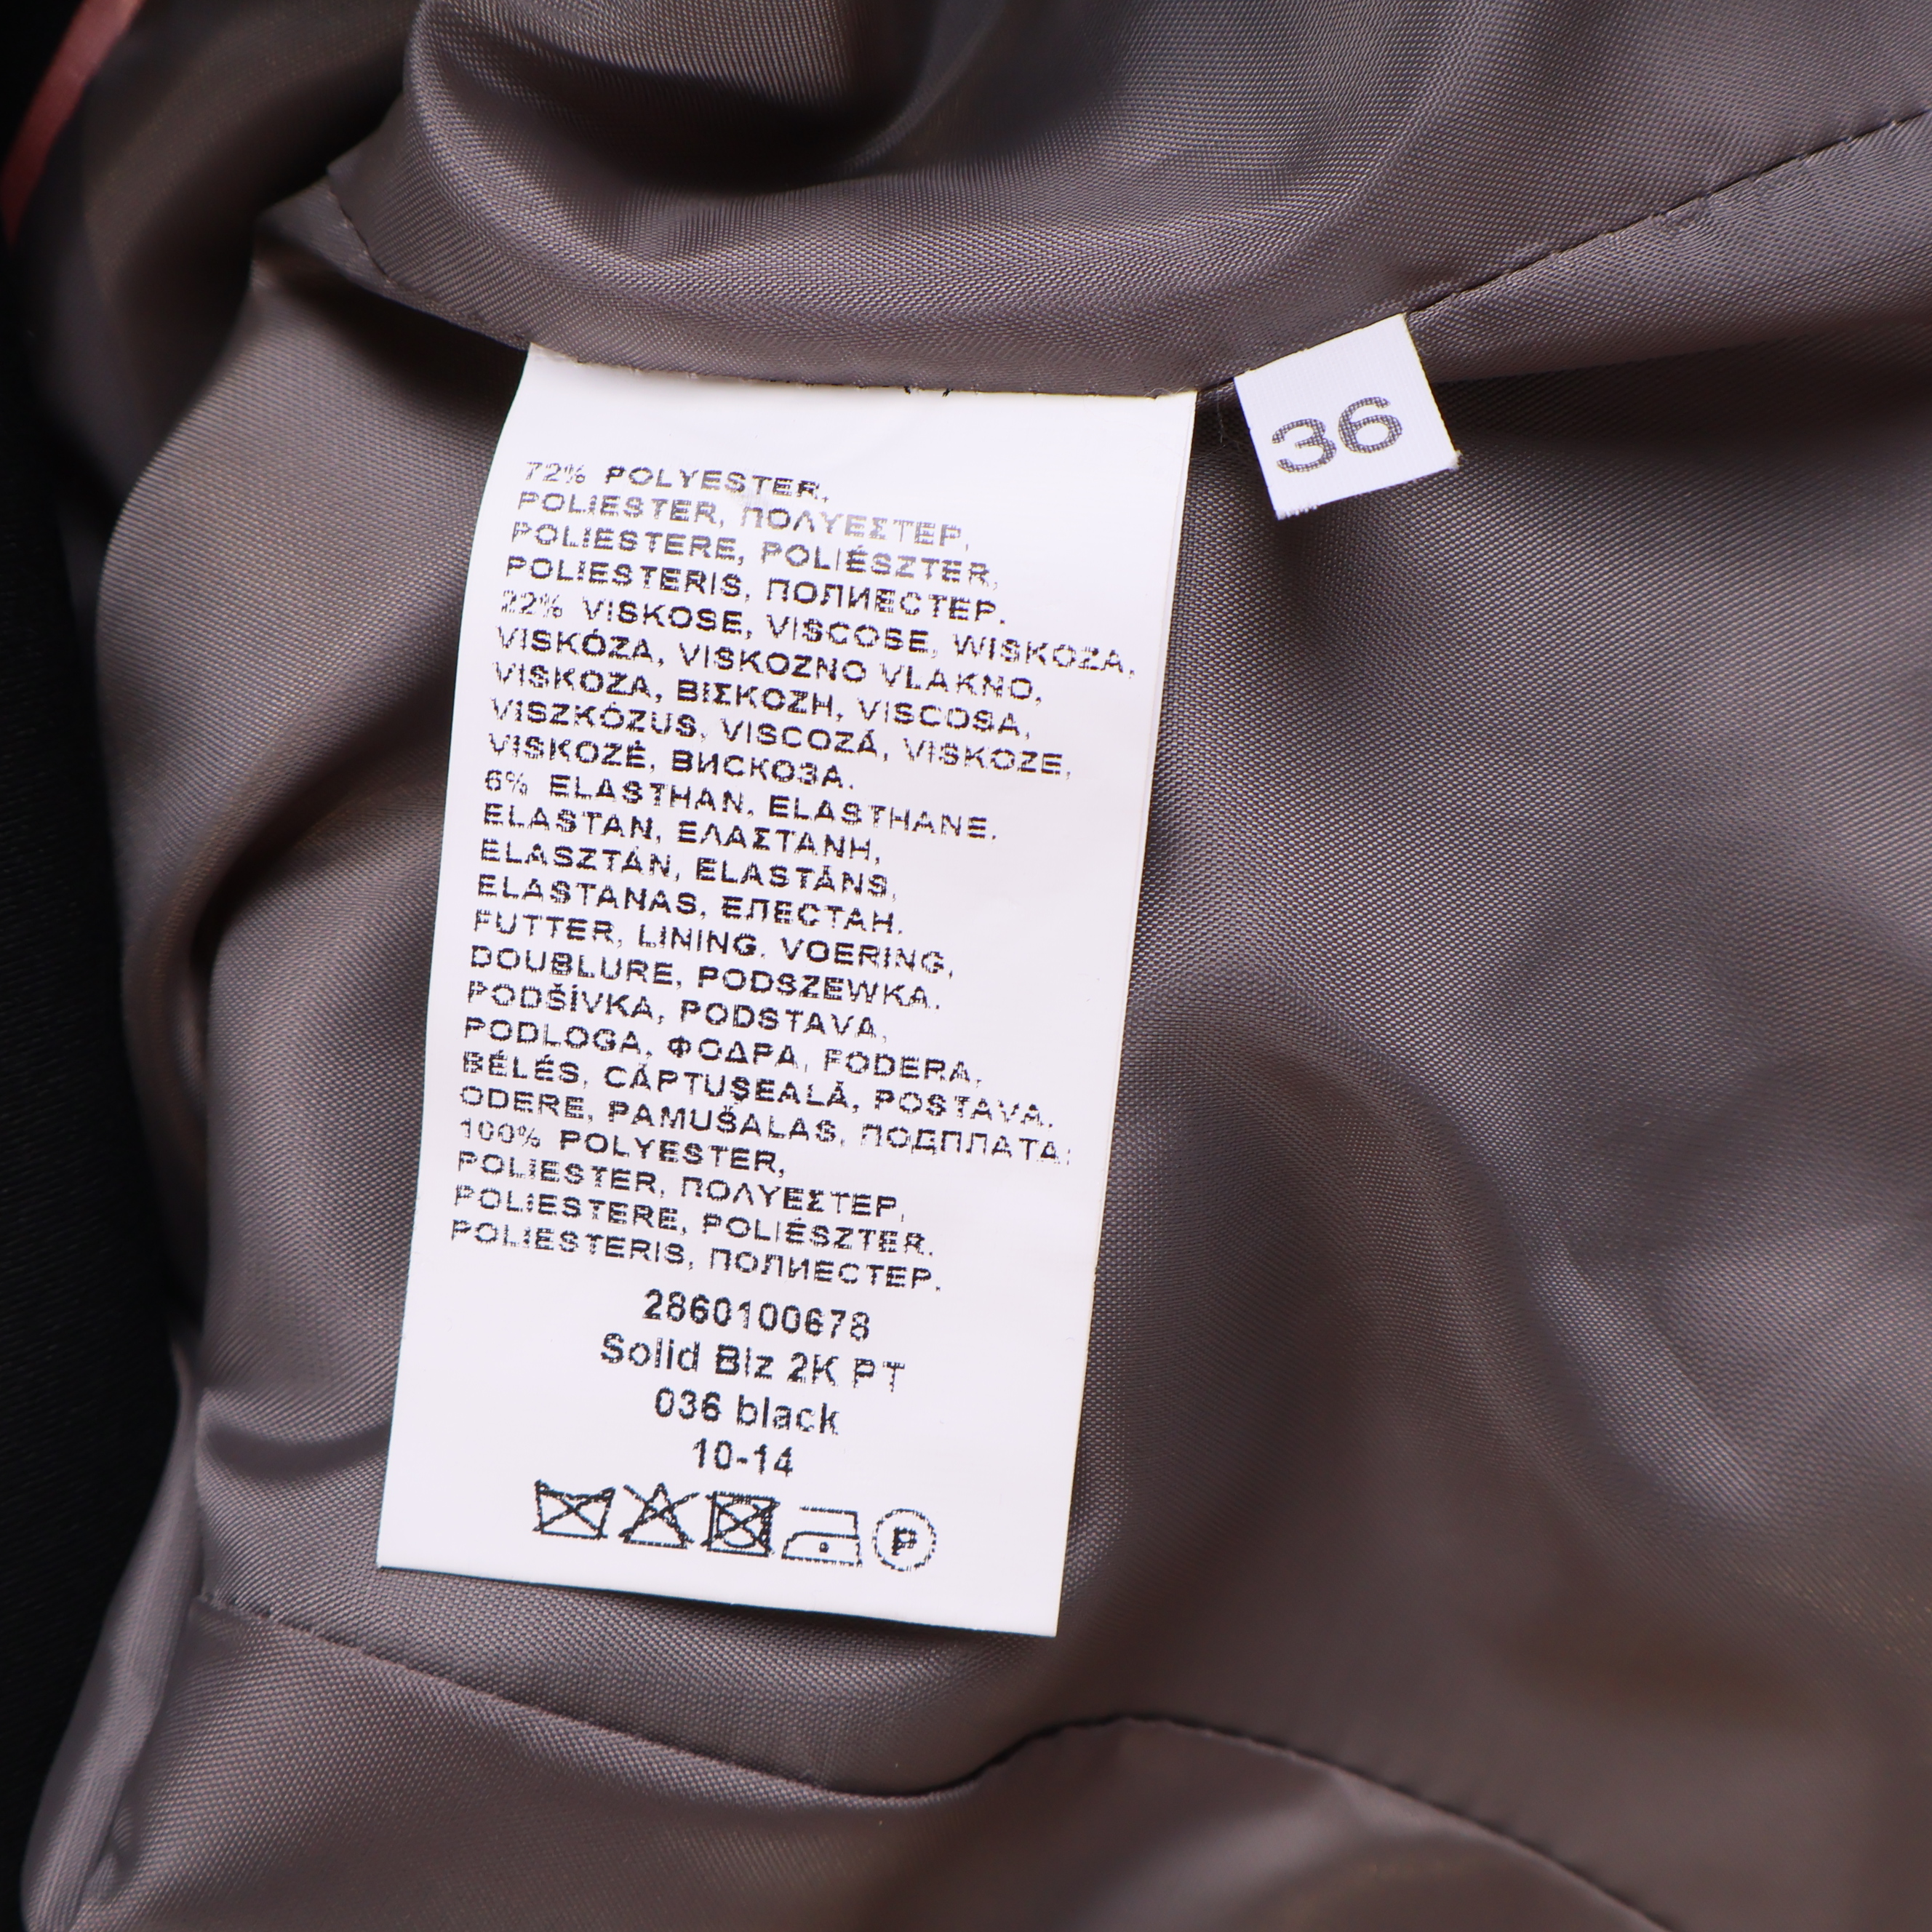 36
72% POLYESTER,
POLIESTER, ΠΟΛΥΕΣΤΕΡ,
POLIESTERE, POLIÉSZTER,
POLIESTERIS, ПОЛИЕСТЕР.
22% VISKOSE, VISCOSE, WISKOZA,
VISKÓZA, VISKOZNO VLAKNO,
VISKOZA, ΒΙΣΚΟΖΗ, VISCOSA,
VISZKÓZUS, VISCOZĂ, VISKOZE,
VISKOZĖ, ВИСКОЗА.
6% ELASTHAN, ELASTHANE,
ELASTAN, ΕΛΑΣΤΑΝΗ,
ELASZTÁN, ELASTĀNS,
ELASTANAS, ЕЛЕСТАН.
FUTTER, LINING, VOERING,
DOUBLURE, PODSZEWKA,
PODŠÍVKA, PODSTAVA,
PODLOGA, ΦΟΔΡΑ, FODERA,
BÉLÉS, CĂPTUŞEALĂ, POSTAVA,
ODERE, PAMUŠALAS, ПОДПЛАТА:
100% POLYESTER,
POLIESTER, ΠΟΛΥΕΣΤΕΡ,
POLIESTERE, POLIÉSZTER,
POLIESTERIS, ПОЛИЕСТЕР.
2860100678
Solid Blz 2K PT
036 black
10-14
P